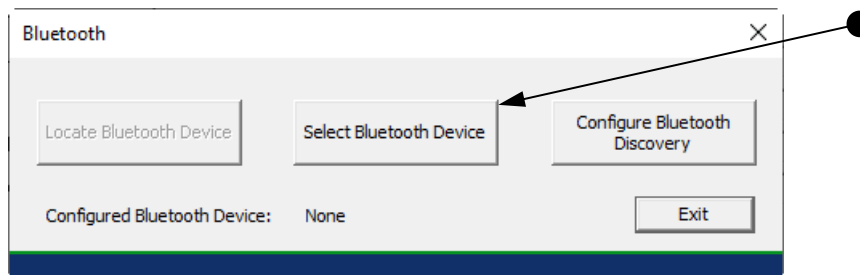 Bluetooth
Locate Bluetooth Device
Select Bluetooth Device
Configure Bluetooth
Discovery
Configured Bluetooth Device: None
Exit